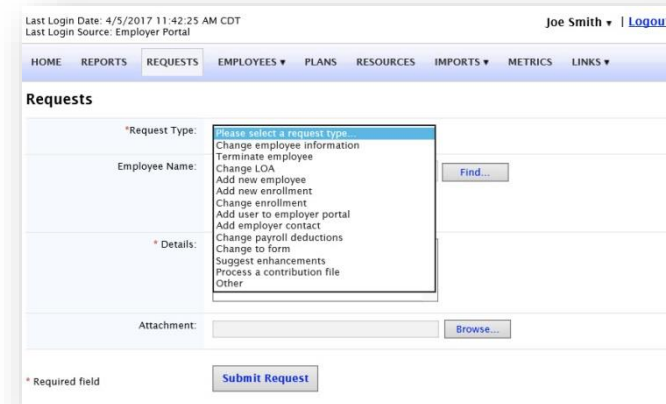 Last Login Date: 4/5/2017 11:42:25 AM CDT
Joe Smith ▾ | Logout
Last Login Source: Employer Portal
HOME REPORTS REQUESTS EMPLOYEES ▾ PLANS RESOURCES IMPORTS ▾ METRICS LINKS ▾
Requests
*Request Type:
Please select a request type...
Change employee information
Terminate employee
Change LOA
Add new employee
Add new enrollment
Change enrollment
Add user to employer portal
Add employer contact
Change payroll deductions
Change to form
Suggest enhancements
Process a contribution file
Other
Employee Name:
Find...
* Details:
Attachment:
Browse...
* Required field
Submit Request